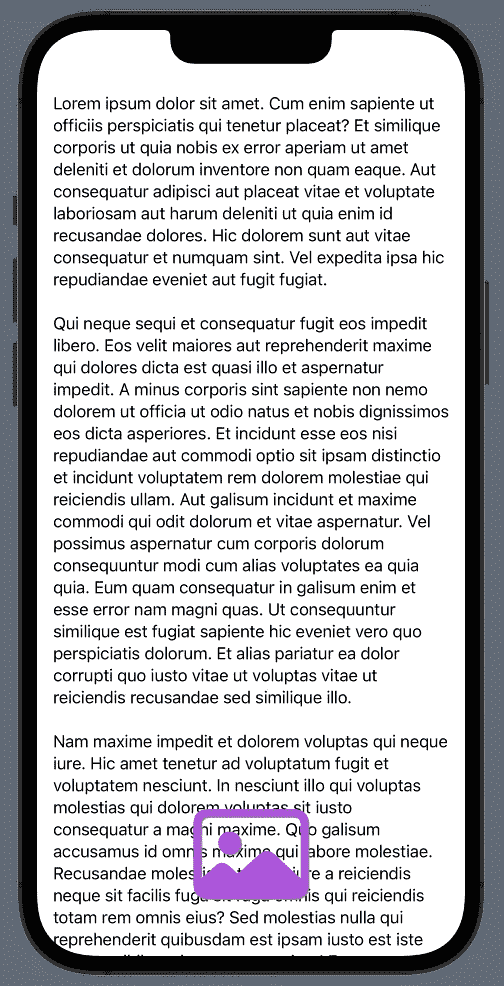 Lorem ipsum dolor sit amet. Cum enim sapiente ut
officiis perspiciatis qui tenetur placeat? Et similique
corporis ut quia nobis ex error aperiam ut amet
deleniti et dolorum inventore non quam eaque. Aut
consequatur adipisci aut placeat vitae et voluptate
laboriosam aut harum deleniti ut quia enim id
recusandae dolores. Hic dolorem sunt aut vitae
consequatur et numquam sint. Vel expedita ipsa hic
repudiandae eveniet aut fugit fugiat.
Qui neque sequi et consequatur fugit eos impedit
libero. Eos velit maiores aut reprehenderit maxime
qui dolores dicta est quasi illo et aspernatur
impedit. A minus corporis sint sapiente non nemo
dolorem ut officia ut odio natus et nobis dignissimos
eos dicta asperiores. Et incidunt esse eos nisi
repudiandae aut commodi optio sit ipsam distinctio
et incidunt voluptatem rem dolorem molestiae qui
reiciendis ullam. Aut galisum incidunt et maxime
commodi qui odit dolorum et vitae aspernatur. Vel
possimus aspernatur cum corporis dolorum
consequuntur modi cum alias voluptates ea quia
quia. Eum quam consequatur in galisum enim et
esse error nam magni quas. Ut consequuntur
similique est fugiat sapiente hic eveniet vero quo
perspiciatis dolorum. Et alias pariatur ea dolor
corrupti quo iusto vitae ut voluptas vitae ut
reiciendis recusandae sed similique illo.
Nam maxime impedit et dolorem voluptas qui neque
iure. Hic amet tenetur ad voluptatum fugit et
voluptatem nesciunt. In nesciunt illo qui voluptas
molestias qui dolorem voluptas sit iusto
consequatur a magni maxime. Quo galisum
accusamus id omnis maxime qui labore molestiae.
Recusandae a reiciendis
neque sit facilis qui reiciendis
totam rem omnis eius? Sed molestias nulla qui
reprehenderit quibusdam est ipsam iusto est iste